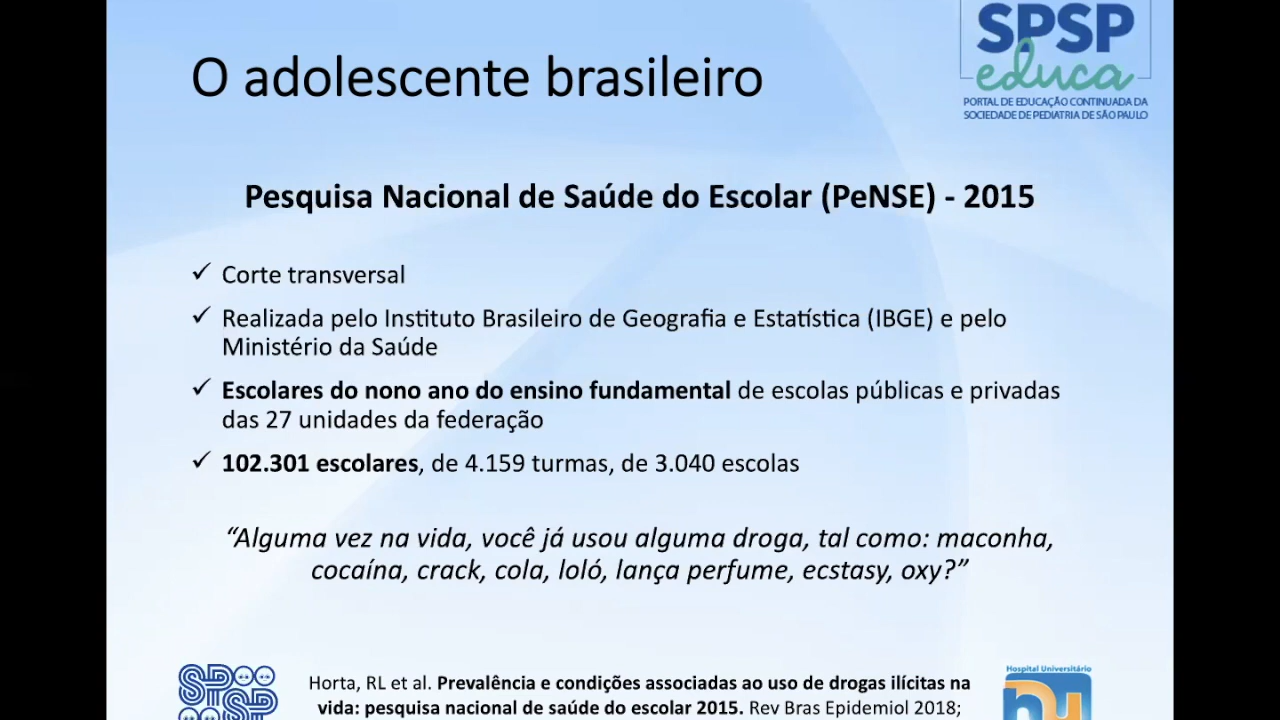 SPSP
educa
PORTAL DE EDUCAÇÃO CONTINUADA DA
SOCIEDADE DE PEDIATRIA DE SÃO PAULO
O adolescente brasileiro
Pesquisa Nacional de Saúde do Escolar (PeNSE) - 2015
✓ Corte transversal
✓ Realizada pelo Instituto Brasileiro de Geografia e Estatística (IBGE) e pelo
Ministério da Saúde
✓ Escolares do nono ano do ensino fundamental de escolas públicas e privadas
das 27 unidades da federação
✓ 102.301 escolares, de 4.159 turmas, de 3.040 escolas
“Alguma vez na vida, você já usou alguma droga, tal como: maconha,
cocaína, crack, cola, loló, lança perfume, ecstasy, oxy?”
SPSP
Horta, RL et al. Prevalência e condições associadas ao uso de drogas ilícitas na
vida: pesquisa nacional de saúde do escolar 2015. Rev Bras Epidemiol 2018;
Hospital Universitário
hu